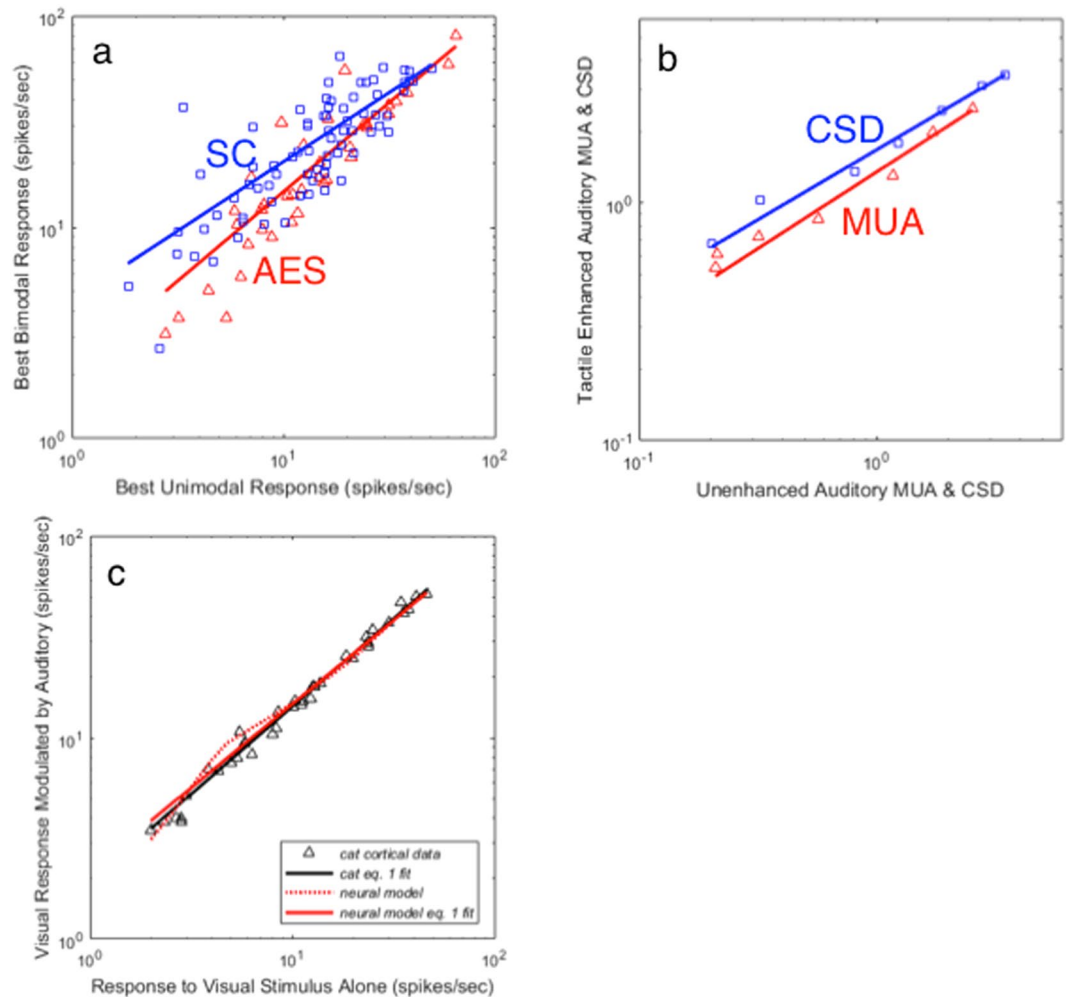 a
SC
AES
Best Bimodal Response (spikes/sec)
10^2
10^1
10^0
10^0
10^1
10^2
Best Unimodal Response (spikes/sec)
b
CSD
MUA
Tactile Enhanced Auditory MUA & CSD
10^0
10^-1
10^-1
10^0
Unenhanced Auditory MUA & CSD
c
Visual Response Modulated by Auditory (spikes/sec)
10^2
10^1
10^0
cat cortical data
cat eq. 1 fit
neural model
neural model eq. 1 fit
10^0
10^1
10^2
Response to Visual Stimulus Alone (spikes/sec)